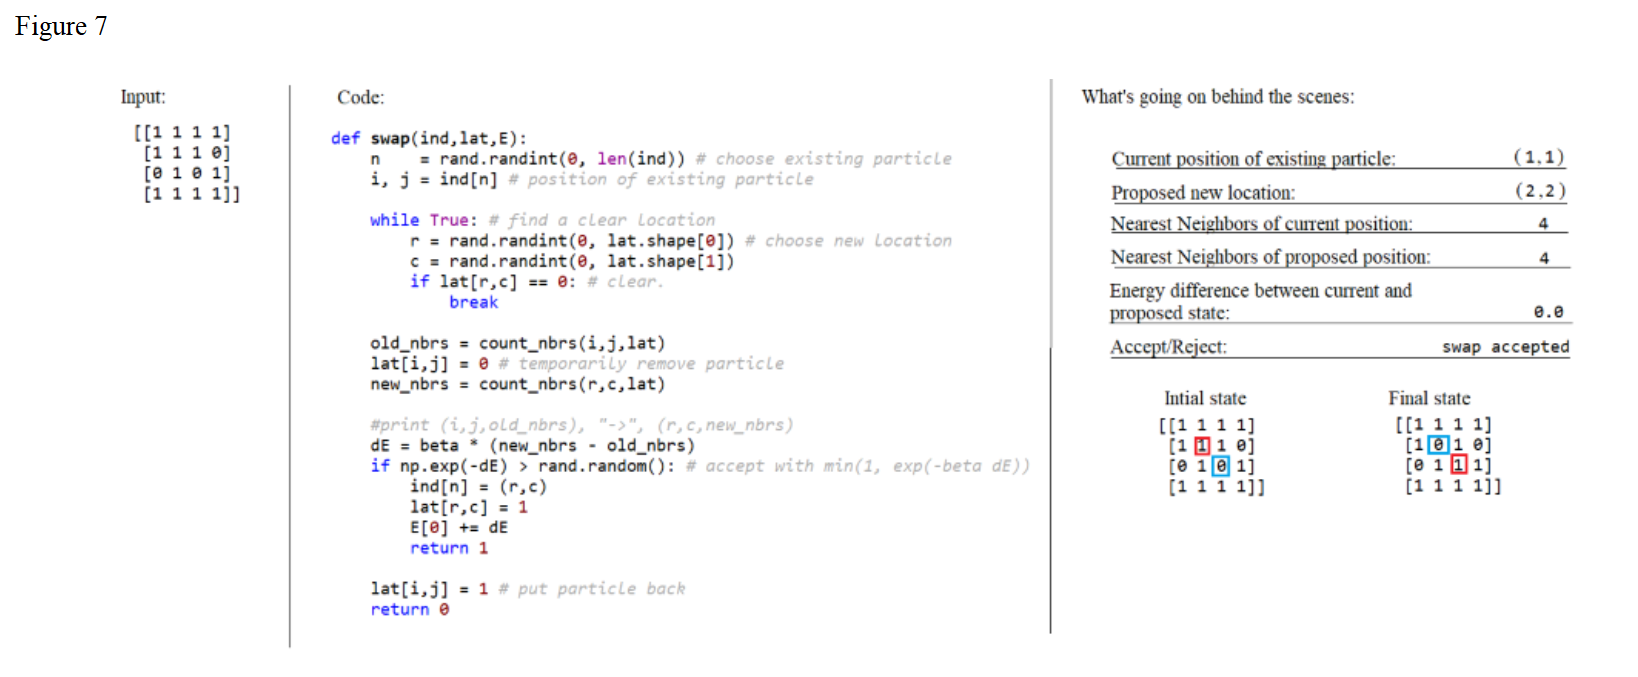 Figure 7
Input:
[[1 1 1 1]
[1 1 1 0]
[0 1 0 1]
[1 1 1 1]]
Code:
def swap(ind,lat,E):
n = rand.randint(0, len(ind)) # choose existing particle
i, j = ind[n] # position of existing particle
while True: # find a clear location
r = rand.randint(0, lat.shape[0]) # choose new location
c = rand.randint(0, lat.shape[1])
if lat[r,c] == 0: # clear.
break
old_nbrs = count_nbrs(i,j,lat)
lat[i,j] = 0 # temporarily remove particle
new_nbrs = count_nbrs(r,c,lat)
#print (i,j,old_nbrs), "->", (r,c,new_nbrs)
dE = beta * (new_nbrs - old_nbrs)
if np.exp(-dE) > rand.random(): # accept with min(1, exp(-beta dE))
ind[n] = (r,c)
lat[r,c] = 1
E[0] += dE
return 1
lat[i,j] = 1 # put particle back
return 0
What's going on behind the scenes:
Current position of existing particle: (1,1)
Proposed new location: (2,2)
Nearest Neighbors of current position: 4
Nearest Neighbors of proposed position: 4
Energy difference between current and
proposed state: 0.0
Accept/Reject: swap accepted
Intial state
[[1 1 1 1]
[1 1 1 0]
[0 1 0 1]
[1 1 1 1]]
Final state
[[1 1 1 1]
[1 0 1 0]
[0 1 1 1]
[1 1 1 1]]